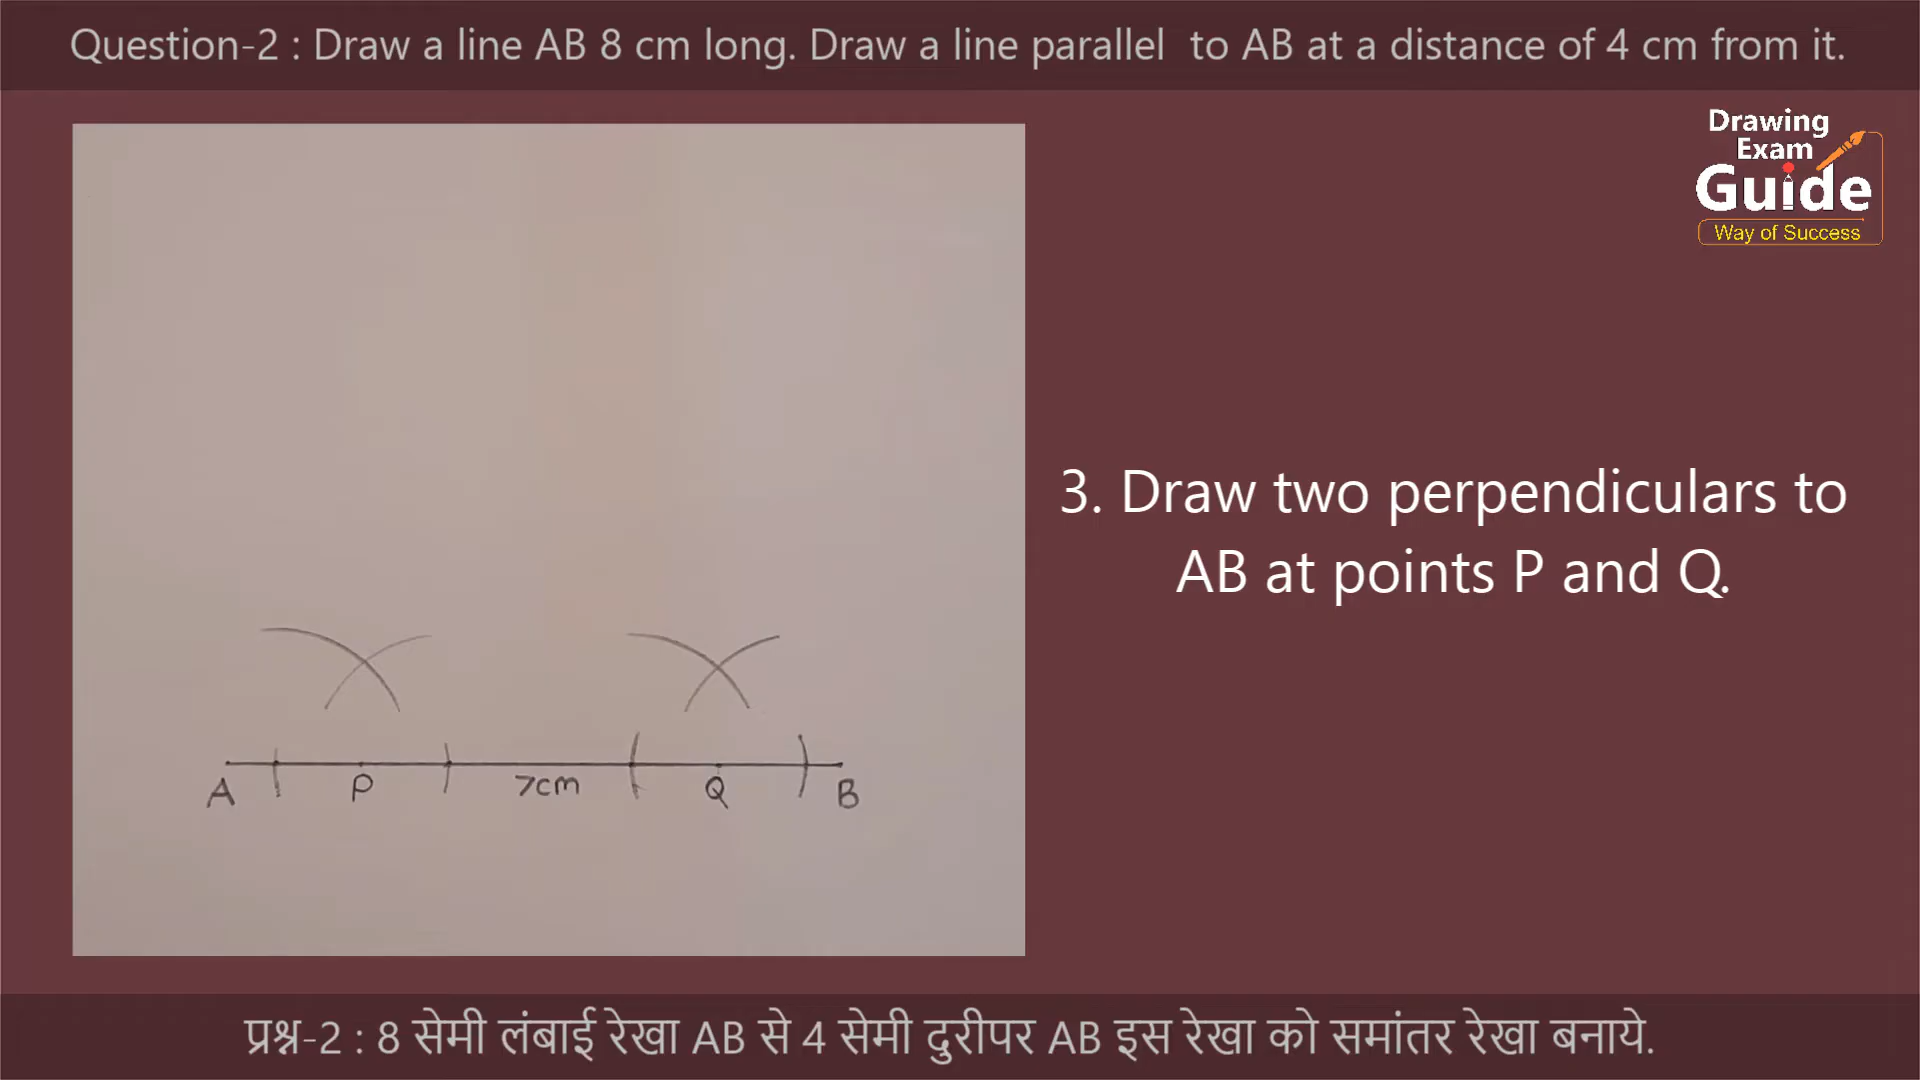 Question-2 : Draw a line AB 8 cm long. Draw a line parallel to AB at a distance of 4 cm from it.
Drawing
Exam
Guide
Way of Success
3. Draw two perpendiculars to
AB at points P and Q.
A P 7cm Q B
प्रश्न-2 : 8 सेमी लंबाई रेखा AB से 4 सेमी दुरीपर AB इस रेखा को समांतर रेखा बनाये.